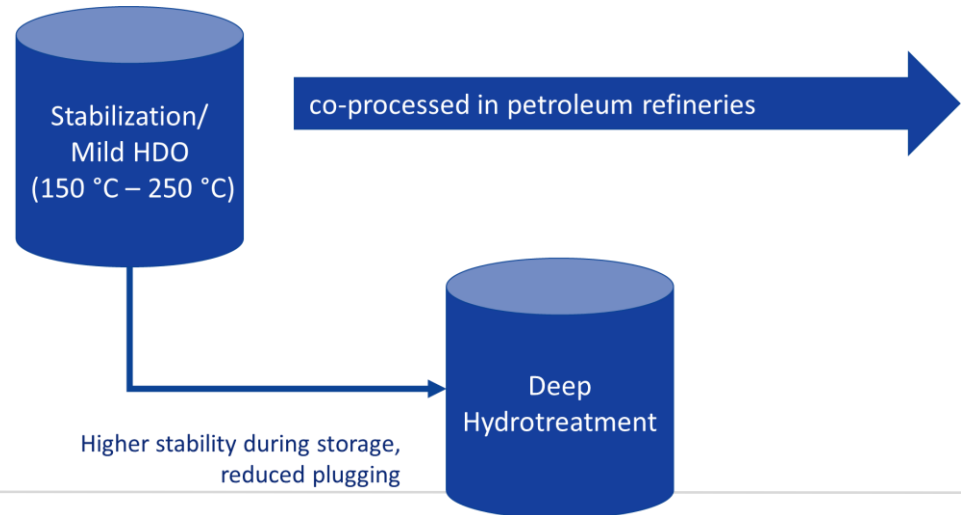 Stabilization/
Mild HDO
(150 °C – 250 °C)
co-processed in petroleum refineries
Deep
Hydrotreatment
Higher stability during storage,
reduced plugging